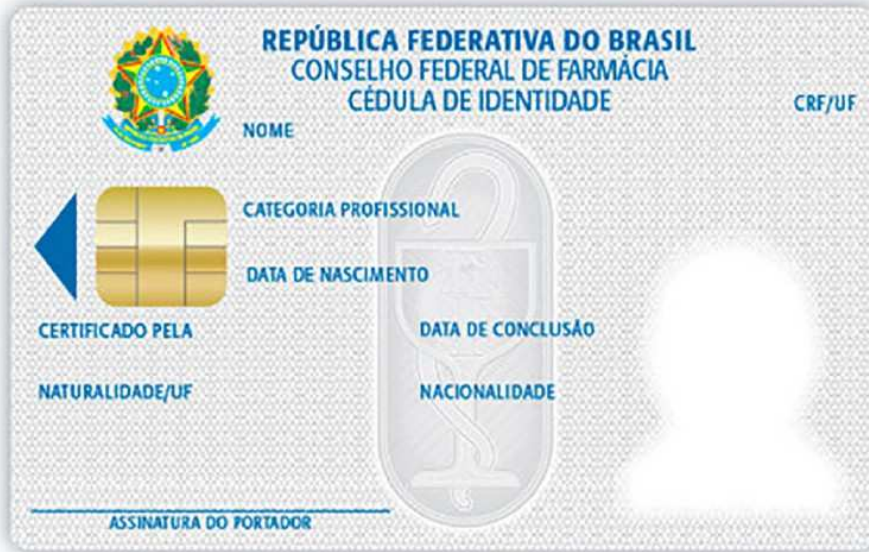 REPÚBLICA FEDERATIVA DO BRASIL
CONSELHO FEDERAL DE FARMÁCIA
CÉDULA DE IDENTIDADE
CRF/UF
NOME
CATEGORIA PROFISSIONAL
DATA DE NASCIMENTO
CERTIFICADO PELA
DATA DE CONCLUSÃO
NATURALIDADE/UF
NACIONALIDADE
ASSINATURA DO PORTADOR